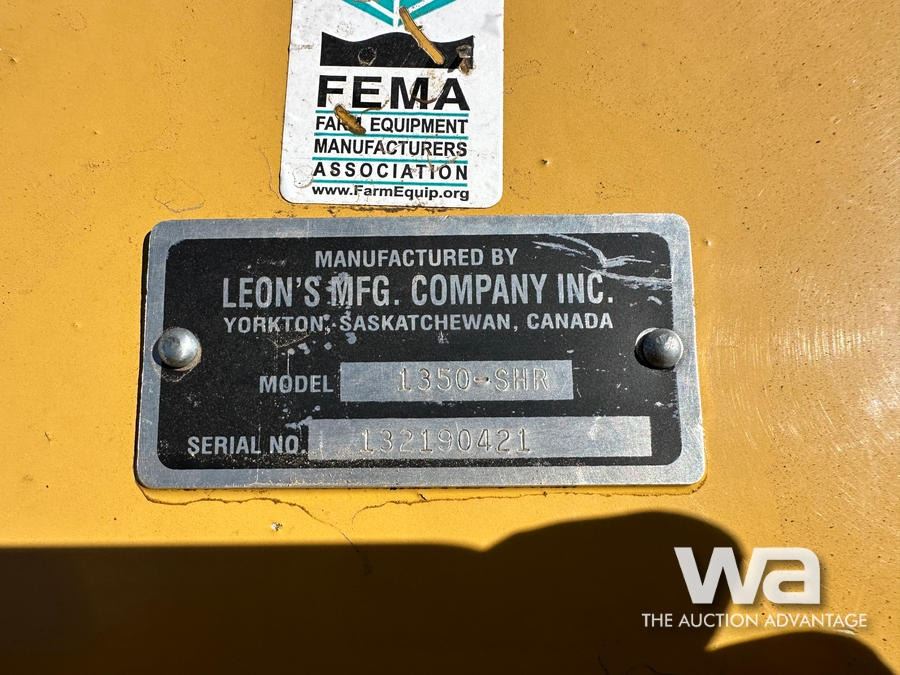 FEMA
FARM EQUIPMENT
MANUFACTURERS
ASSOCIATION
www.FarmEquip.org
MANUFACTURED BY
LEON'S MFG. COMPANY INC.
YORKTON, SASKATCHEWAN, CANADA
MODEL 1350-SHR
SERIAL NO. 132190421
wa
THE AUCTION ADVANTAGE